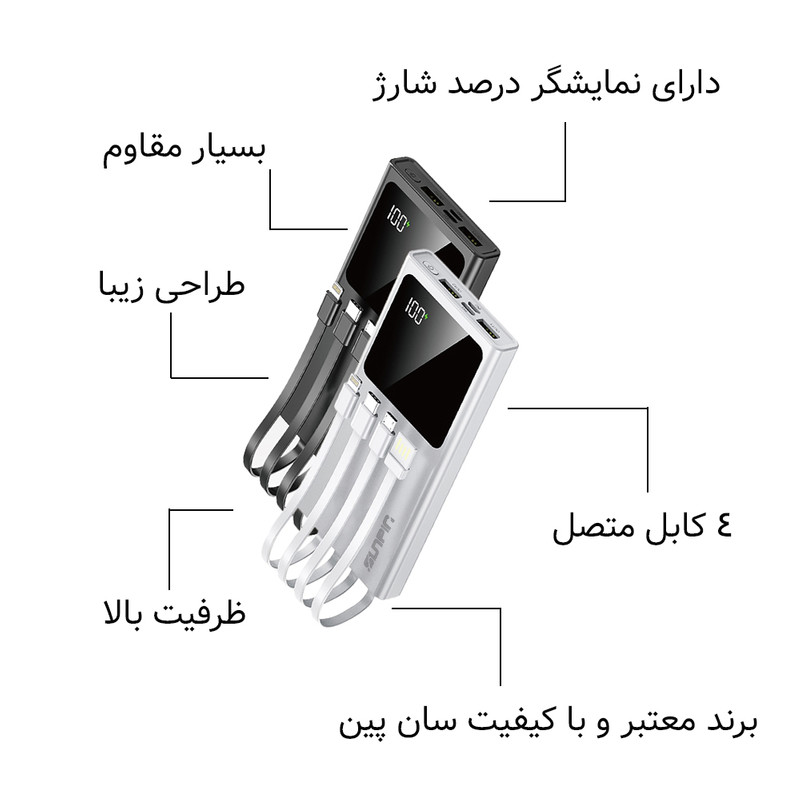 دارای نمایشگر درصد شارژ
بسیار مقاوم
طراحی زیبا
٤ کابل متصل
ظرفیت بالا
برند معتبر و با کیفیت سان پین
100
100
SUNPIN